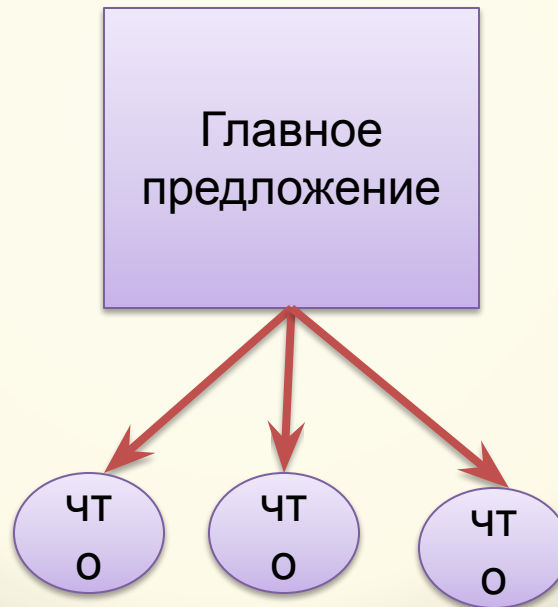 Главное
предложение
чт
о
чт
о
чт
о